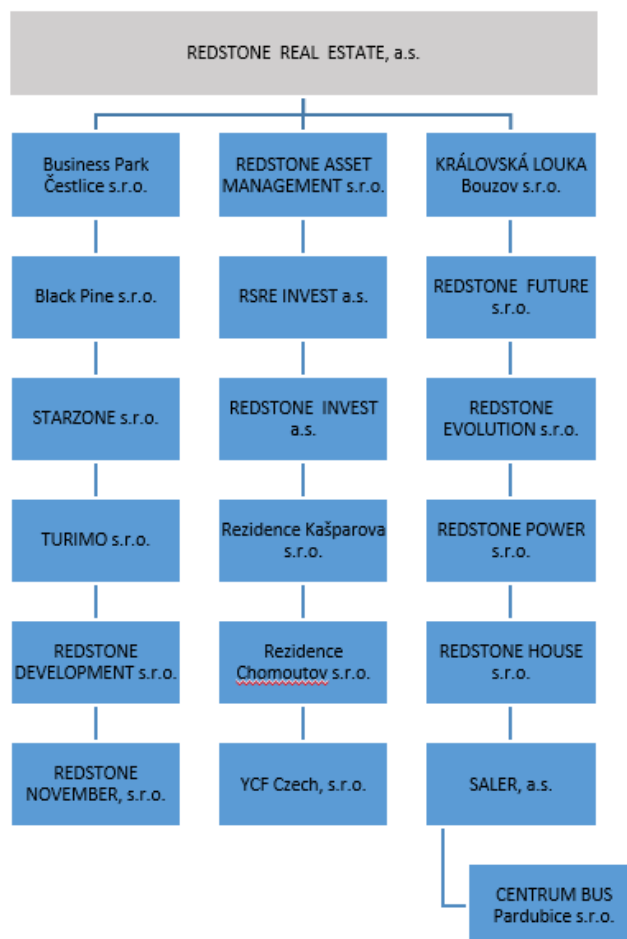 REDSTONE REAL ESTATE, a.s.
Business Park
Čestlice s.r.o.
REDSTONE ASSET
MANAGEMENT s.r.o.
KRÁLOVSKÁ LOUKA
Bouzov s.r.o.
Black Pine s.r.o.
RSRE INVEST a.s.
REDSTONE FUTURE
s.r.o.
STARZONE s.r.o.
REDSTONE INVEST
a.s.
REDSTONE
EVOLUTION s.r.o.
TURIMO s.r.o.
Rezidence Kašparova
s.r.o.
REDSTONE POWER
s.r.o.
REDSTONE
DEVELOPMENT s.r.o.
Rezidence
Chomoutov s.r.o.
REDSTONE HOUSE
s.r.o.
REDSTONE
NOVEMBER, s.r.o.
YCF Czech, s.r.o.
SALER, a.s.
CENTRUM BUS
Pardubice s.r.o.